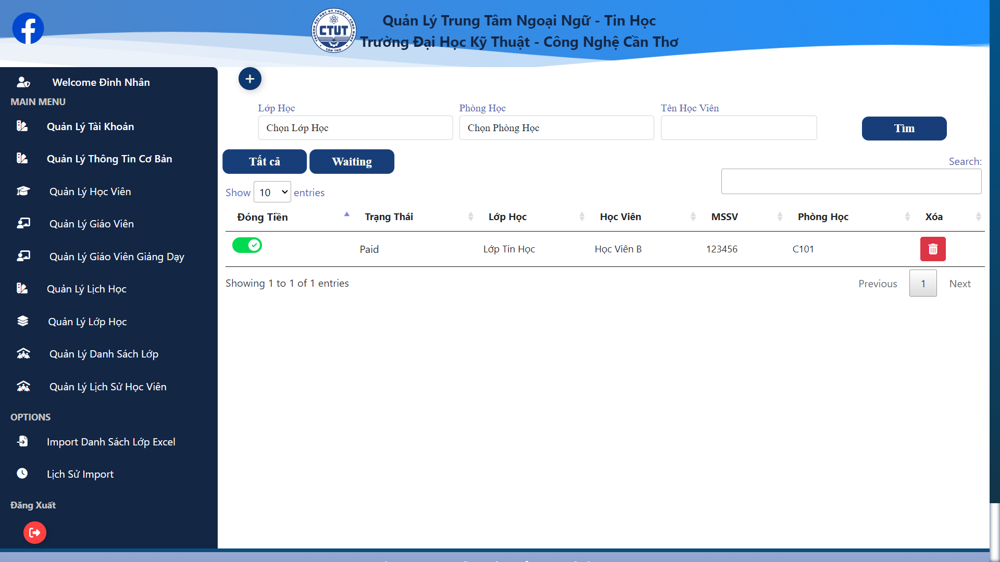 Quản Lý Trung Tâm Ngoại Ngữ - Tin Học
CTUT
CẦN THƠ
Trường Đại Học Kỹ Thuật - Công Nghệ Cần Thơ
Welcome Đinh Nhân
MAIN MENU
Quản Lý Tài Khoản
Quản Lý Thông Tin Cơ Bản
Quản Lý Học Viên
Quản Lý Giáo Viên
Quản Lý Giáo Viên Giảng Dạy
Quản Lý Lịch Học
Quản Lý Lớp Học
Quản Lý Danh Sách Lớp
Quản Lý Lịch Sử Học Viên
OPTIONS
Import Danh Sách Lớp Excel
Lịch Sử Import
Đăng Xuất
Lớp Học Phòng Học Tên Học Viên
Chọn Lớp Học Chọn Phòng Học Tìm
Tất cả Waiting
Search:
Show 10 entries
Đóng Tiền Trạng Thái Lớp Học Học Viên MSSV Phòng Học Xóa
Paid Lớp Tin Học Học Viên B 123456 C101
Showing 1 to 1 of 1 entries
Previous 1 Next